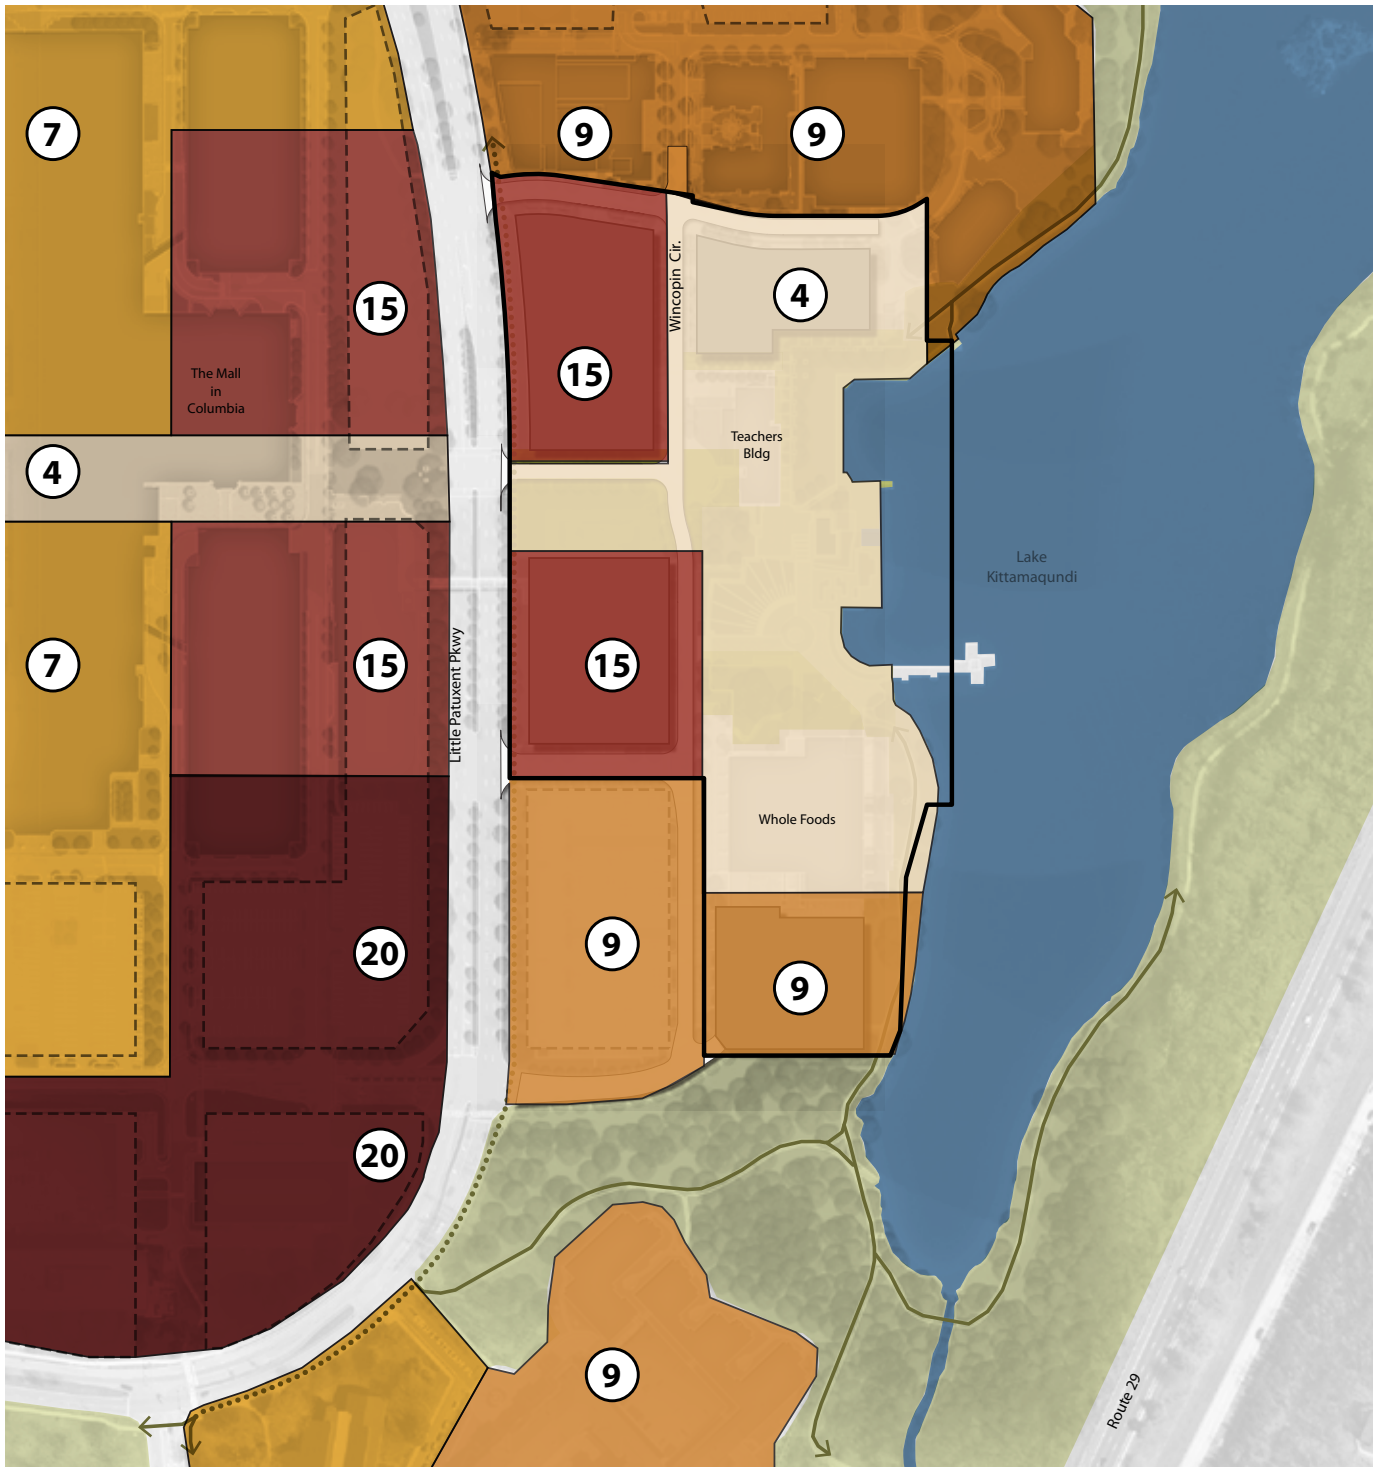 7
9
9
15
4
Wincopin Cir.
15
The Mall
in
Columbia
Teachers
Bldg
4
Lake
Kittamaqundi
7
15
15
Little Patuxent Pkwy
Whole Foods
9
20
9
20
9
Route 29